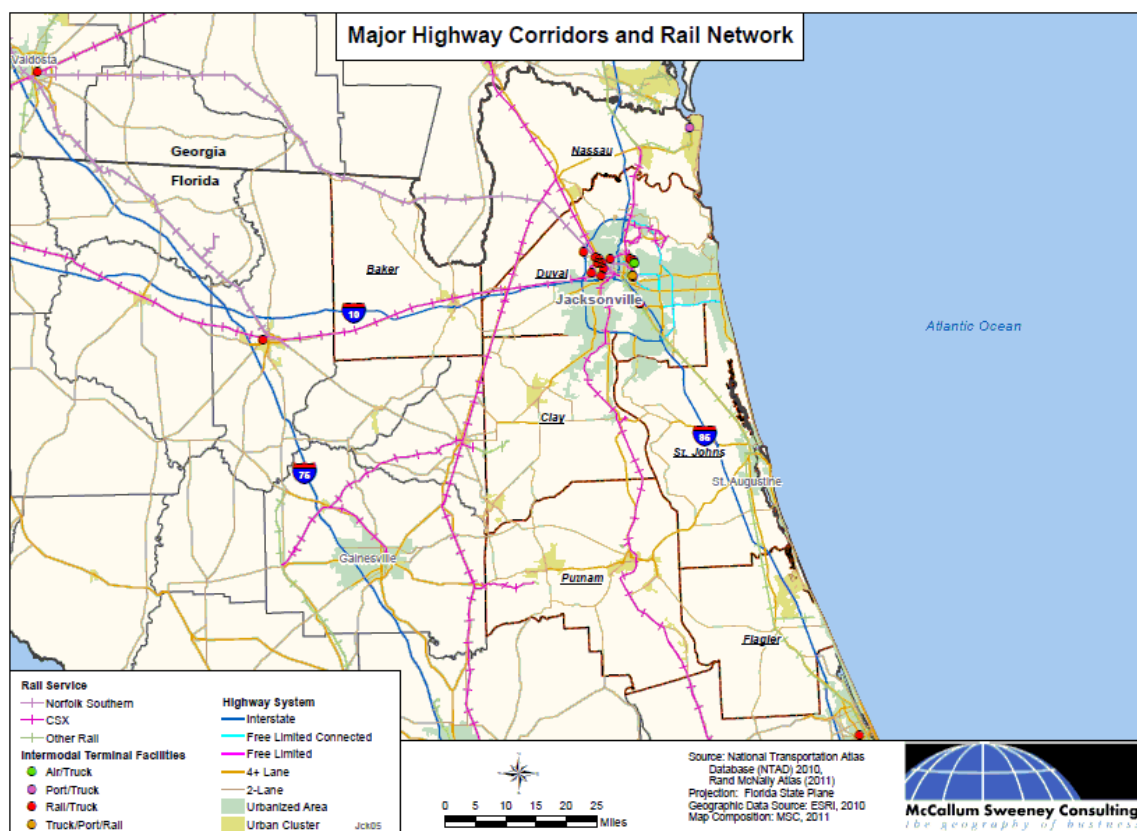 Major Highway Corridors and Rail Network
Valdosta
Georgia
Florida
Nassau
Baker
Duval
Jacksonville
10
Atlantic Ocean
Clay
95
St. Johns
75
St. Augustine
Gainesville
Putnam
Flagler
Rail Service
Norfolk Southern
CSX
Other Rail
Intermodal Terminal Facilities
Air/Truck
Port/Truck
Rail/Truck
Truck/Port/Rail
Highway System
Interstate
Free Limited Connected
Free Limited
4+ Lane
2-Lane
Urbanized Area
Urban Cluster
Jck05
0 5 10 15 20 25
Miles
Source: National Transportation Atlas
Database (NTAD) 2010,
Rand McNally Atlas (2011)
Projection: Florida State Plane
Geographic Data Source: ESRI, 2010
Map Composition: MSC, 2011
McCallum Sweeney Consulting
the geography of business